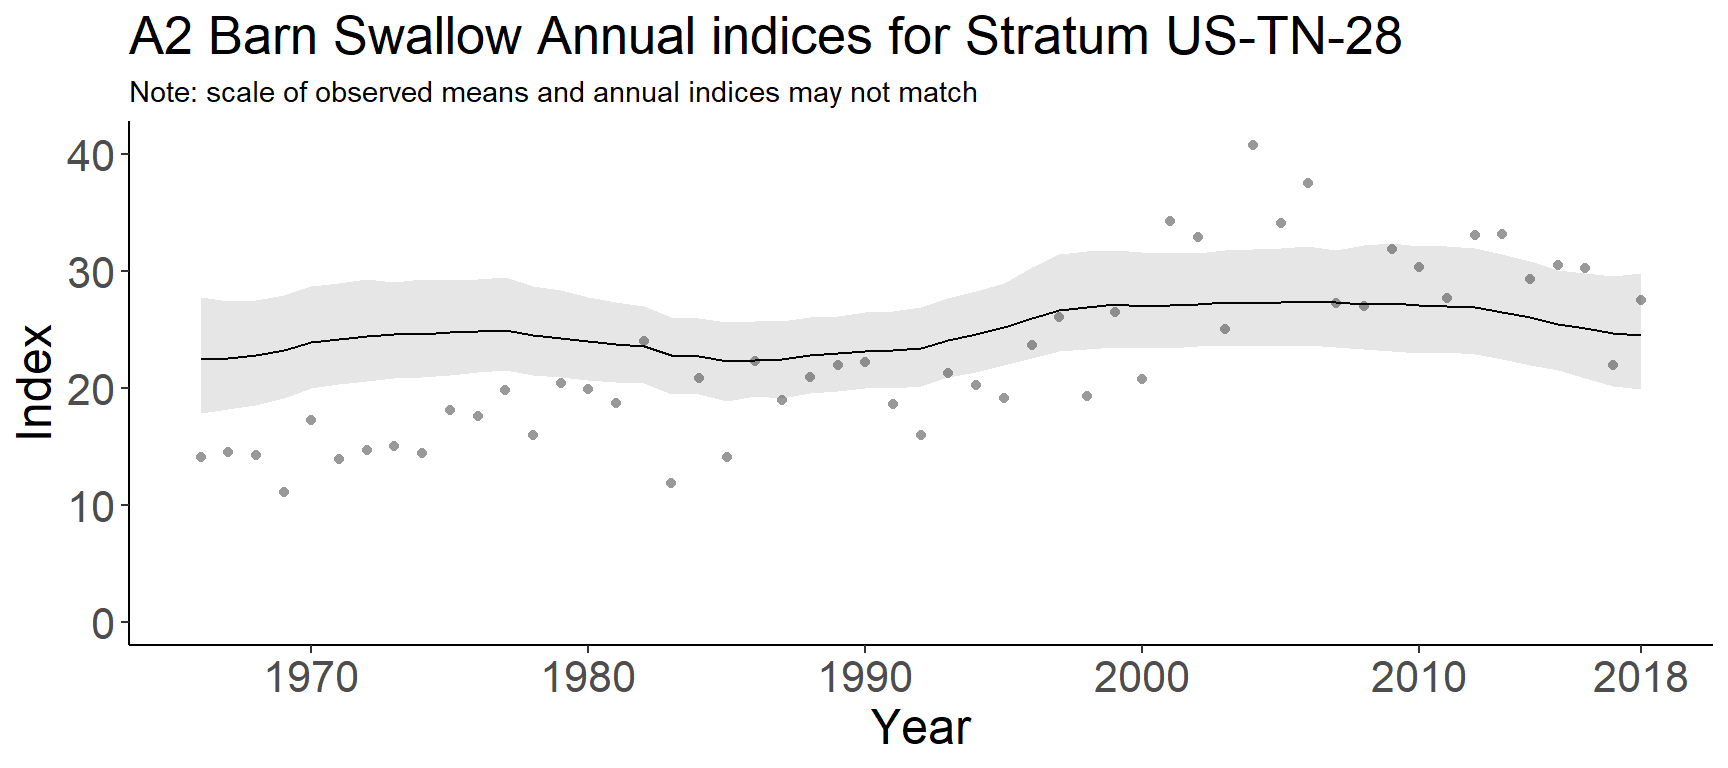 A2 Barn Swallow Annual indices for Stratum US-TN-28
Note: scale of observed means and annual indices may not match
40
30
20
10
0
Index
1970 1980 1990 2000 2010 2018
Year